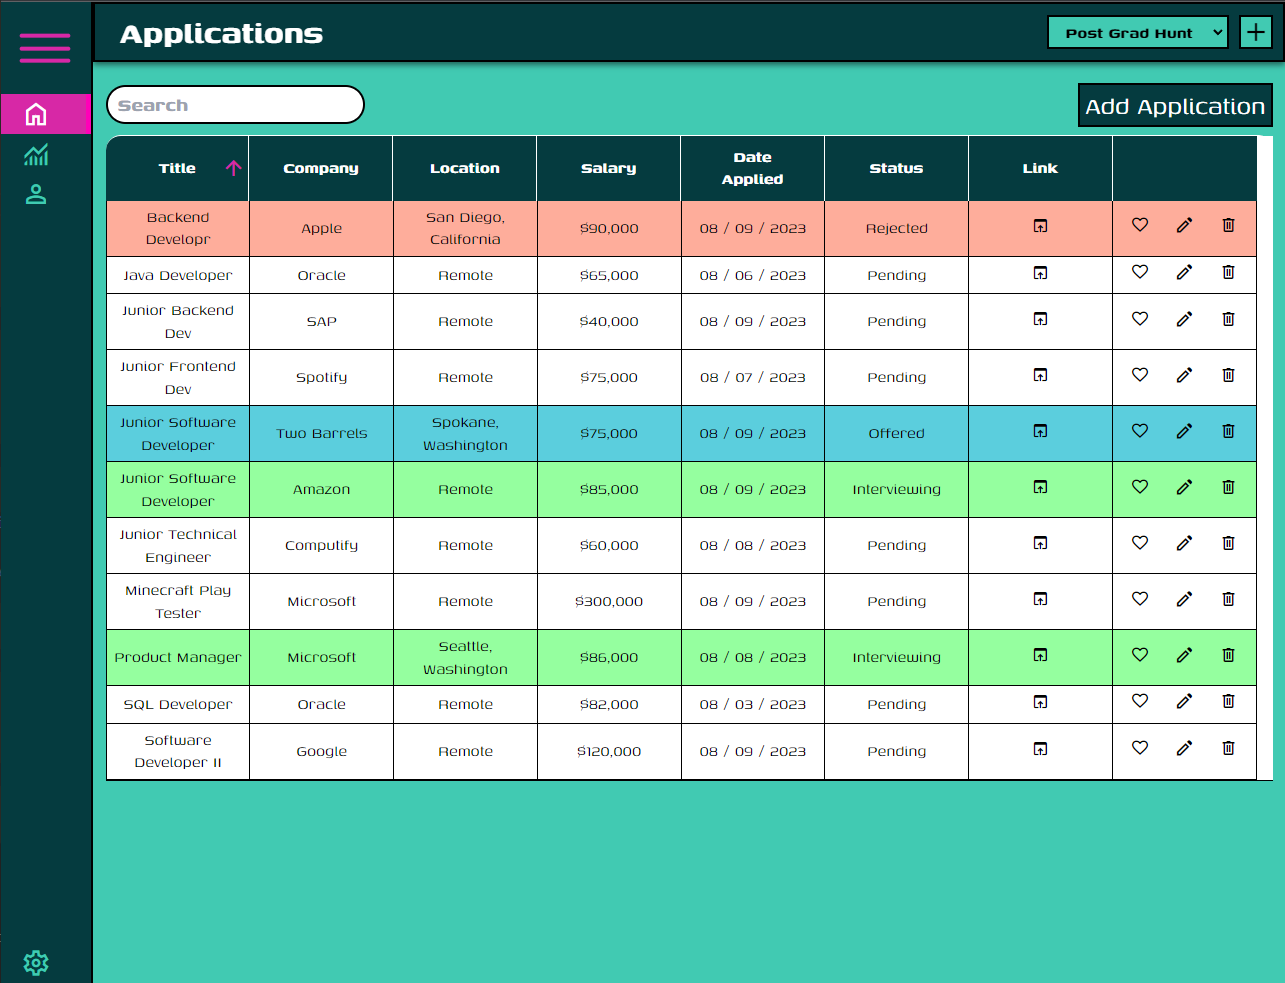 Applications
Post Grad Hunt
Search
Add Application
Title Company Location Salary Date Applied Status Link
Backend Developr Apple San Diego, California $90,000 08 / 09 / 2023 Rejected
Java Developer Oracle Remote $65,000 08 / 06 / 2023 Pending
Junior Backend Dev SAP Remote $40,000 08 / 09 / 2023 Pending
Junior Frontend Dev Spotify Remote $75,000 08 / 07 / 2023 Pending
Junior Software Developer Two Barrels Spokane, Washington $75,000 08 / 09 / 2023 Offered
Junior Software Developer Amazon Remote $85,000 08 / 09 / 2023 Interviewing
Junior Technical Engineer Computify Remote $60,000 08 / 08 / 2023 Pending
Minecraft Play Tester Microsoft Remote $300,000 08 / 09 / 2023 Pending
Product Manager Microsoft Seattle, Washington $86,000 08 / 08 / 2023 Interviewing
SQL Developer Oracle Remote $82,000 08 / 03 / 2023 Pending
Software Developer II Google Remote $120,000 08 / 09 / 2023 Pending